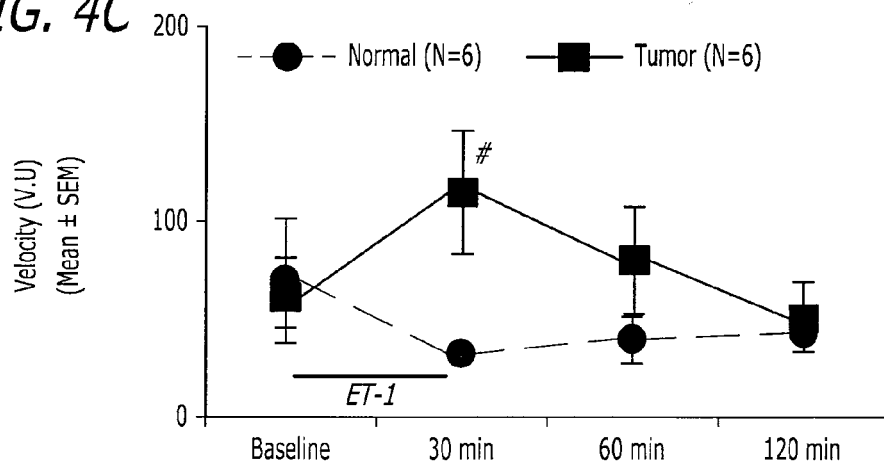 IG. 4C
200
Normal (N=6)
Tumor (N=6)
#
Velocity (V.U)
(Mean ± SEM)
100
ET-1
0
Baseline
30 min
60 min
120 min